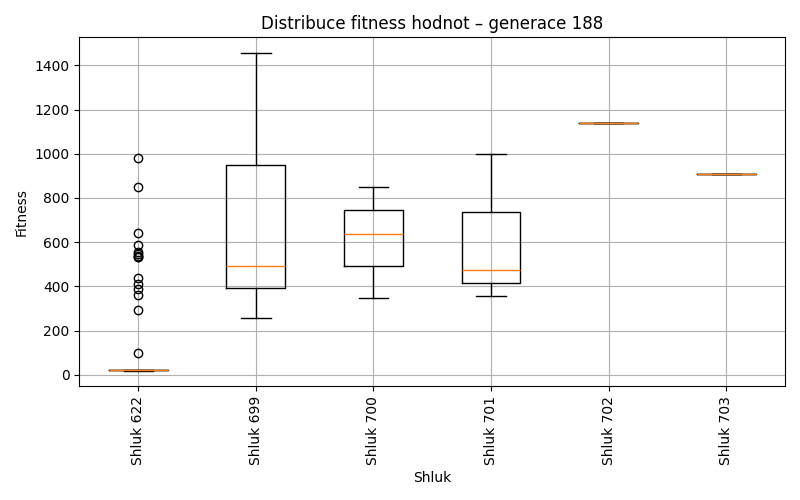 Distribuce fitness hodnot – generace 188
Fitness
1400
1200
1000
800
600
400
200
0
Shluk 622
Shluk 699
Shluk 700
Shluk 701
Shluk 702
Shluk 703
Shluk